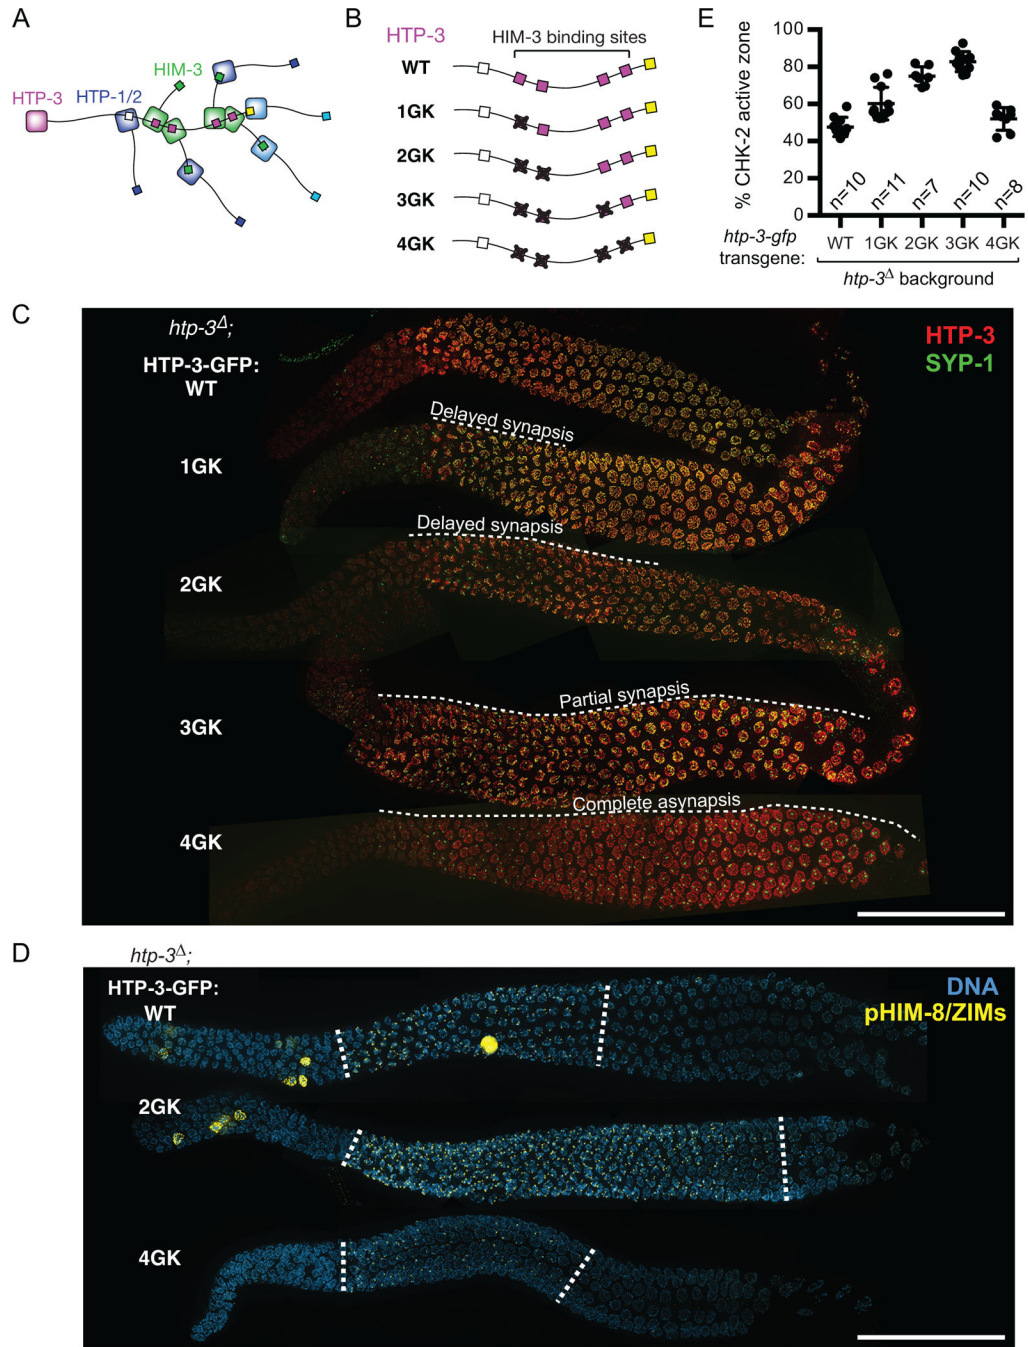 A
HIM-3
HTP-3
HTP-1/2
B
HTP-3
HIM-3 binding sites
WT
1GK
2GK
3GK
4GK
E
% CHK-2 active zone
100
80
60
40
20
0
n=10
n=11
n=7
n=10
n=8
htp-3-gfp transgene:
WT 1GK 2GK 3GK 4GK
htp-3Δ background
C
htp-3Δ;
HTP-3-GFP:
WT
HTP-3
SYP-1
Delayed synapsis
1GK
Delayed synapsis
2GK
Partial synapsis
3GK
Complete asynapsis
4GK
D
htp-3Δ;
HTP-3-GFP:
WT
DNA
pHIM-8/ZIMs
2GK
4GK